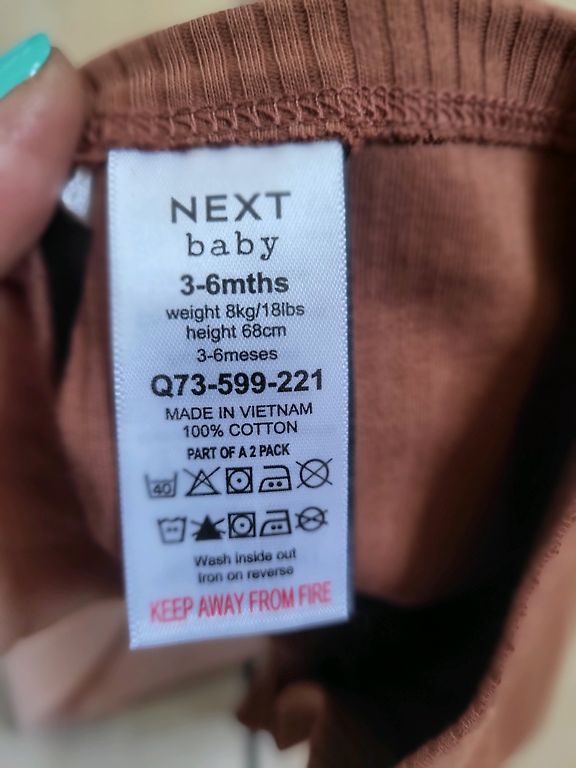 NEXT
baby
3-6mths
weight 8kg/18lbs
height 68cm
3-6meses
Q73-599-221
MADE IN VIETNAM
100% COTTON
PART OF A 2 PACK
40
Wash inside out
Iron on reverse
KEEP AWAY FROM FIRE